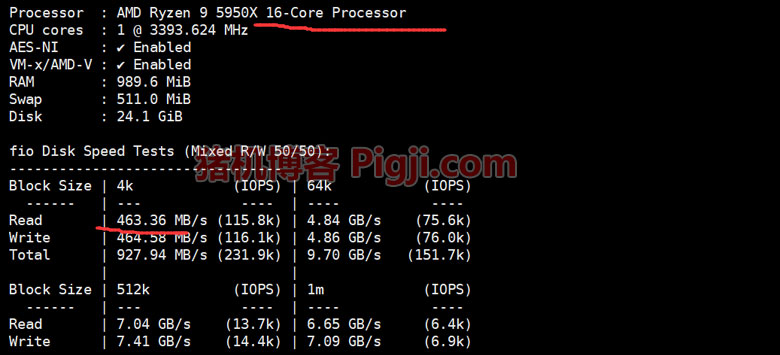 Processor : AMD Ryzen 9 5950X 16-Core Processor
CPU cores : 1 @ 3393.624 MHz
AES-NI : ✔ Enabled
VM-x/AMD-V : ✔ Enabled
RAM : 989.6 MiB
Swap : 511.0 MiB
Disk : 24.1 GiB
fio Disk Speed Tests (Mixed R/W 50/50):
猪机博客 Pigji.com
---------------------------------
Block Size | 4k (IOPS) | 64k (IOPS)
------ | --- ---- | ---- ----
Read | 463.36 MB/s (115.8k) | 4.84 GB/s (75.6k)
Write | 464.58 MB/s (116.1k) | 4.86 GB/s (76.0k)
Total | 927.94 MB/s (231.9k) | 9.70 GB/s (151.7k)
| |
Block Size | 512k (IOPS) | 1m (IOPS)
------ | --- ---- | ---- ----
Read | 7.04 GB/s (13.7k) | 6.65 GB/s (6.4k)
Write | 7.41 GB/s (14.4k) | 7.09 GB/s (6.9k)